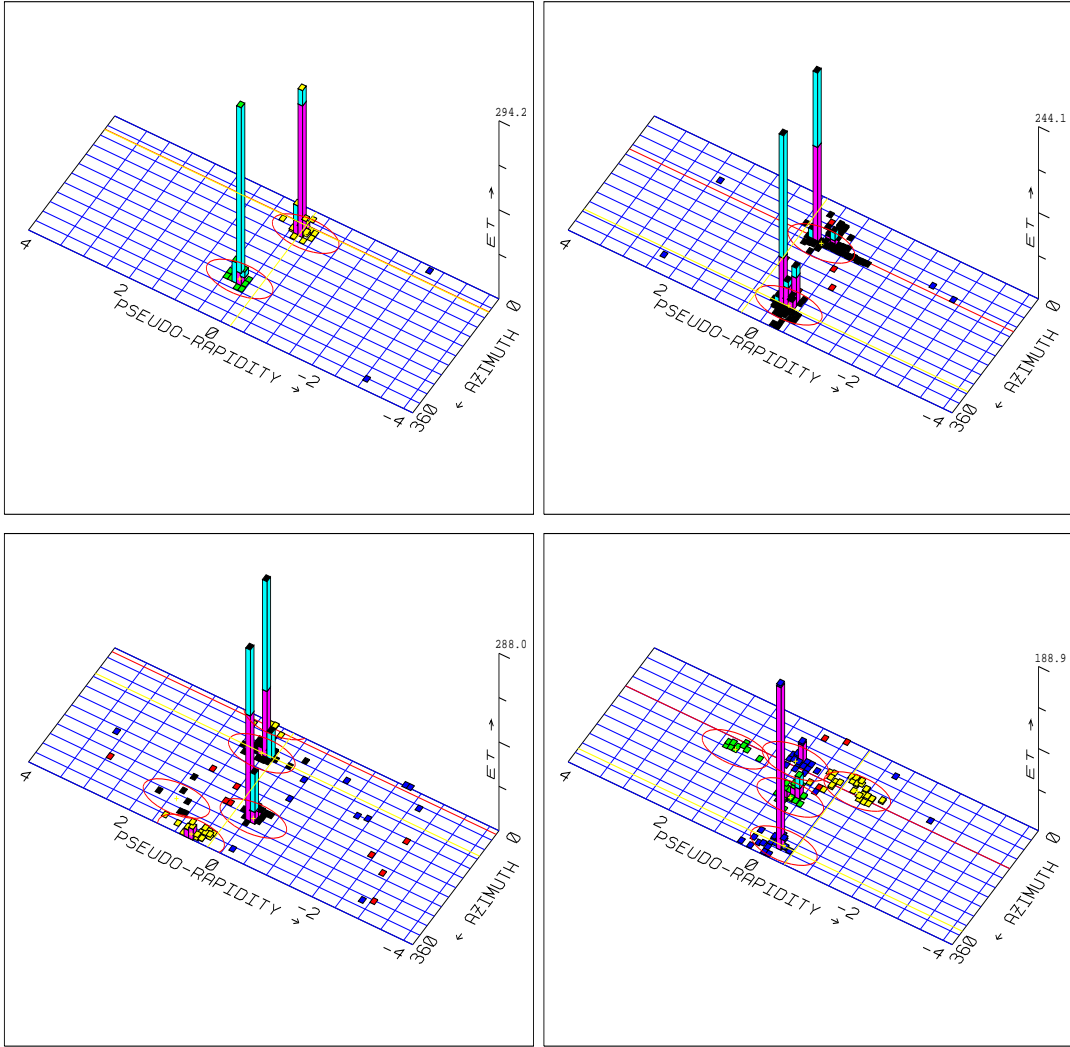 294.2
ET →
0
← AZIMUTH
360
4
2
0
-2
-4
PSEUDO-RAPIDITY →
244.1
ET →
0
← AZIMUTH
360
4
2
0
-2
-4
PSEUDO-RAPIDITY →
288.0
ET →
0
← AZIMUTH
360
4
2
0
-2
-4
PSEUDO-RAPIDITY →
188.9
ET →
0
← AZIMUTH
360
4
2
0
-2
-4
PSEUDO-RAPIDITY →